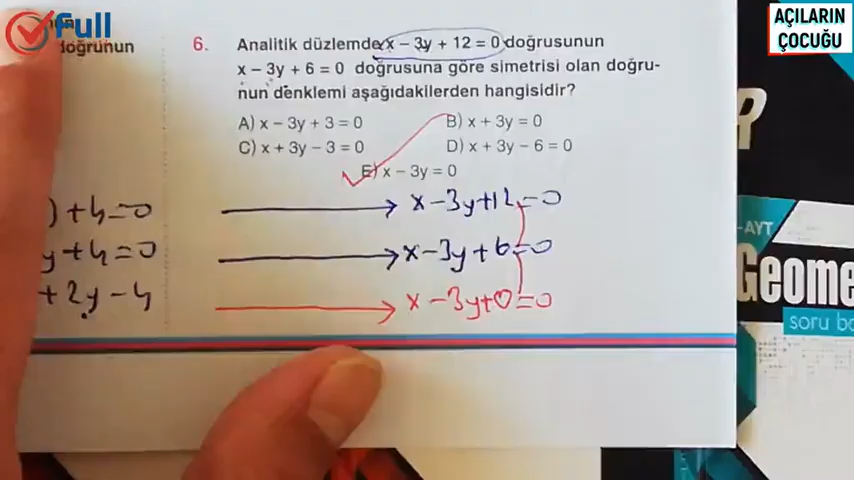 Full
AÇILARIN
ÇOCUĞU
doğrunun
6. Analitik düzlemde x – 3y + 12 = 0 doğrusunun
x – 3y + 6 = 0 doğrusuna göre simetrisi olan doğru-
nun denklemi aşağıdakilerden hangisidir?
A) x – 3y + 3 = 0 B) x + 3y = 0
C) x + 3y – 3 = 0 D) x + 3y – 6 = 0
E) x – 3y = 0
) + 4 = 0
x – 3y + 12 = 0
y + 4 = 0
x – 3y + 6 = 0
+ 2y – 4
x – 3y + 0 = 0
R
-AYT
Geome
soru ba